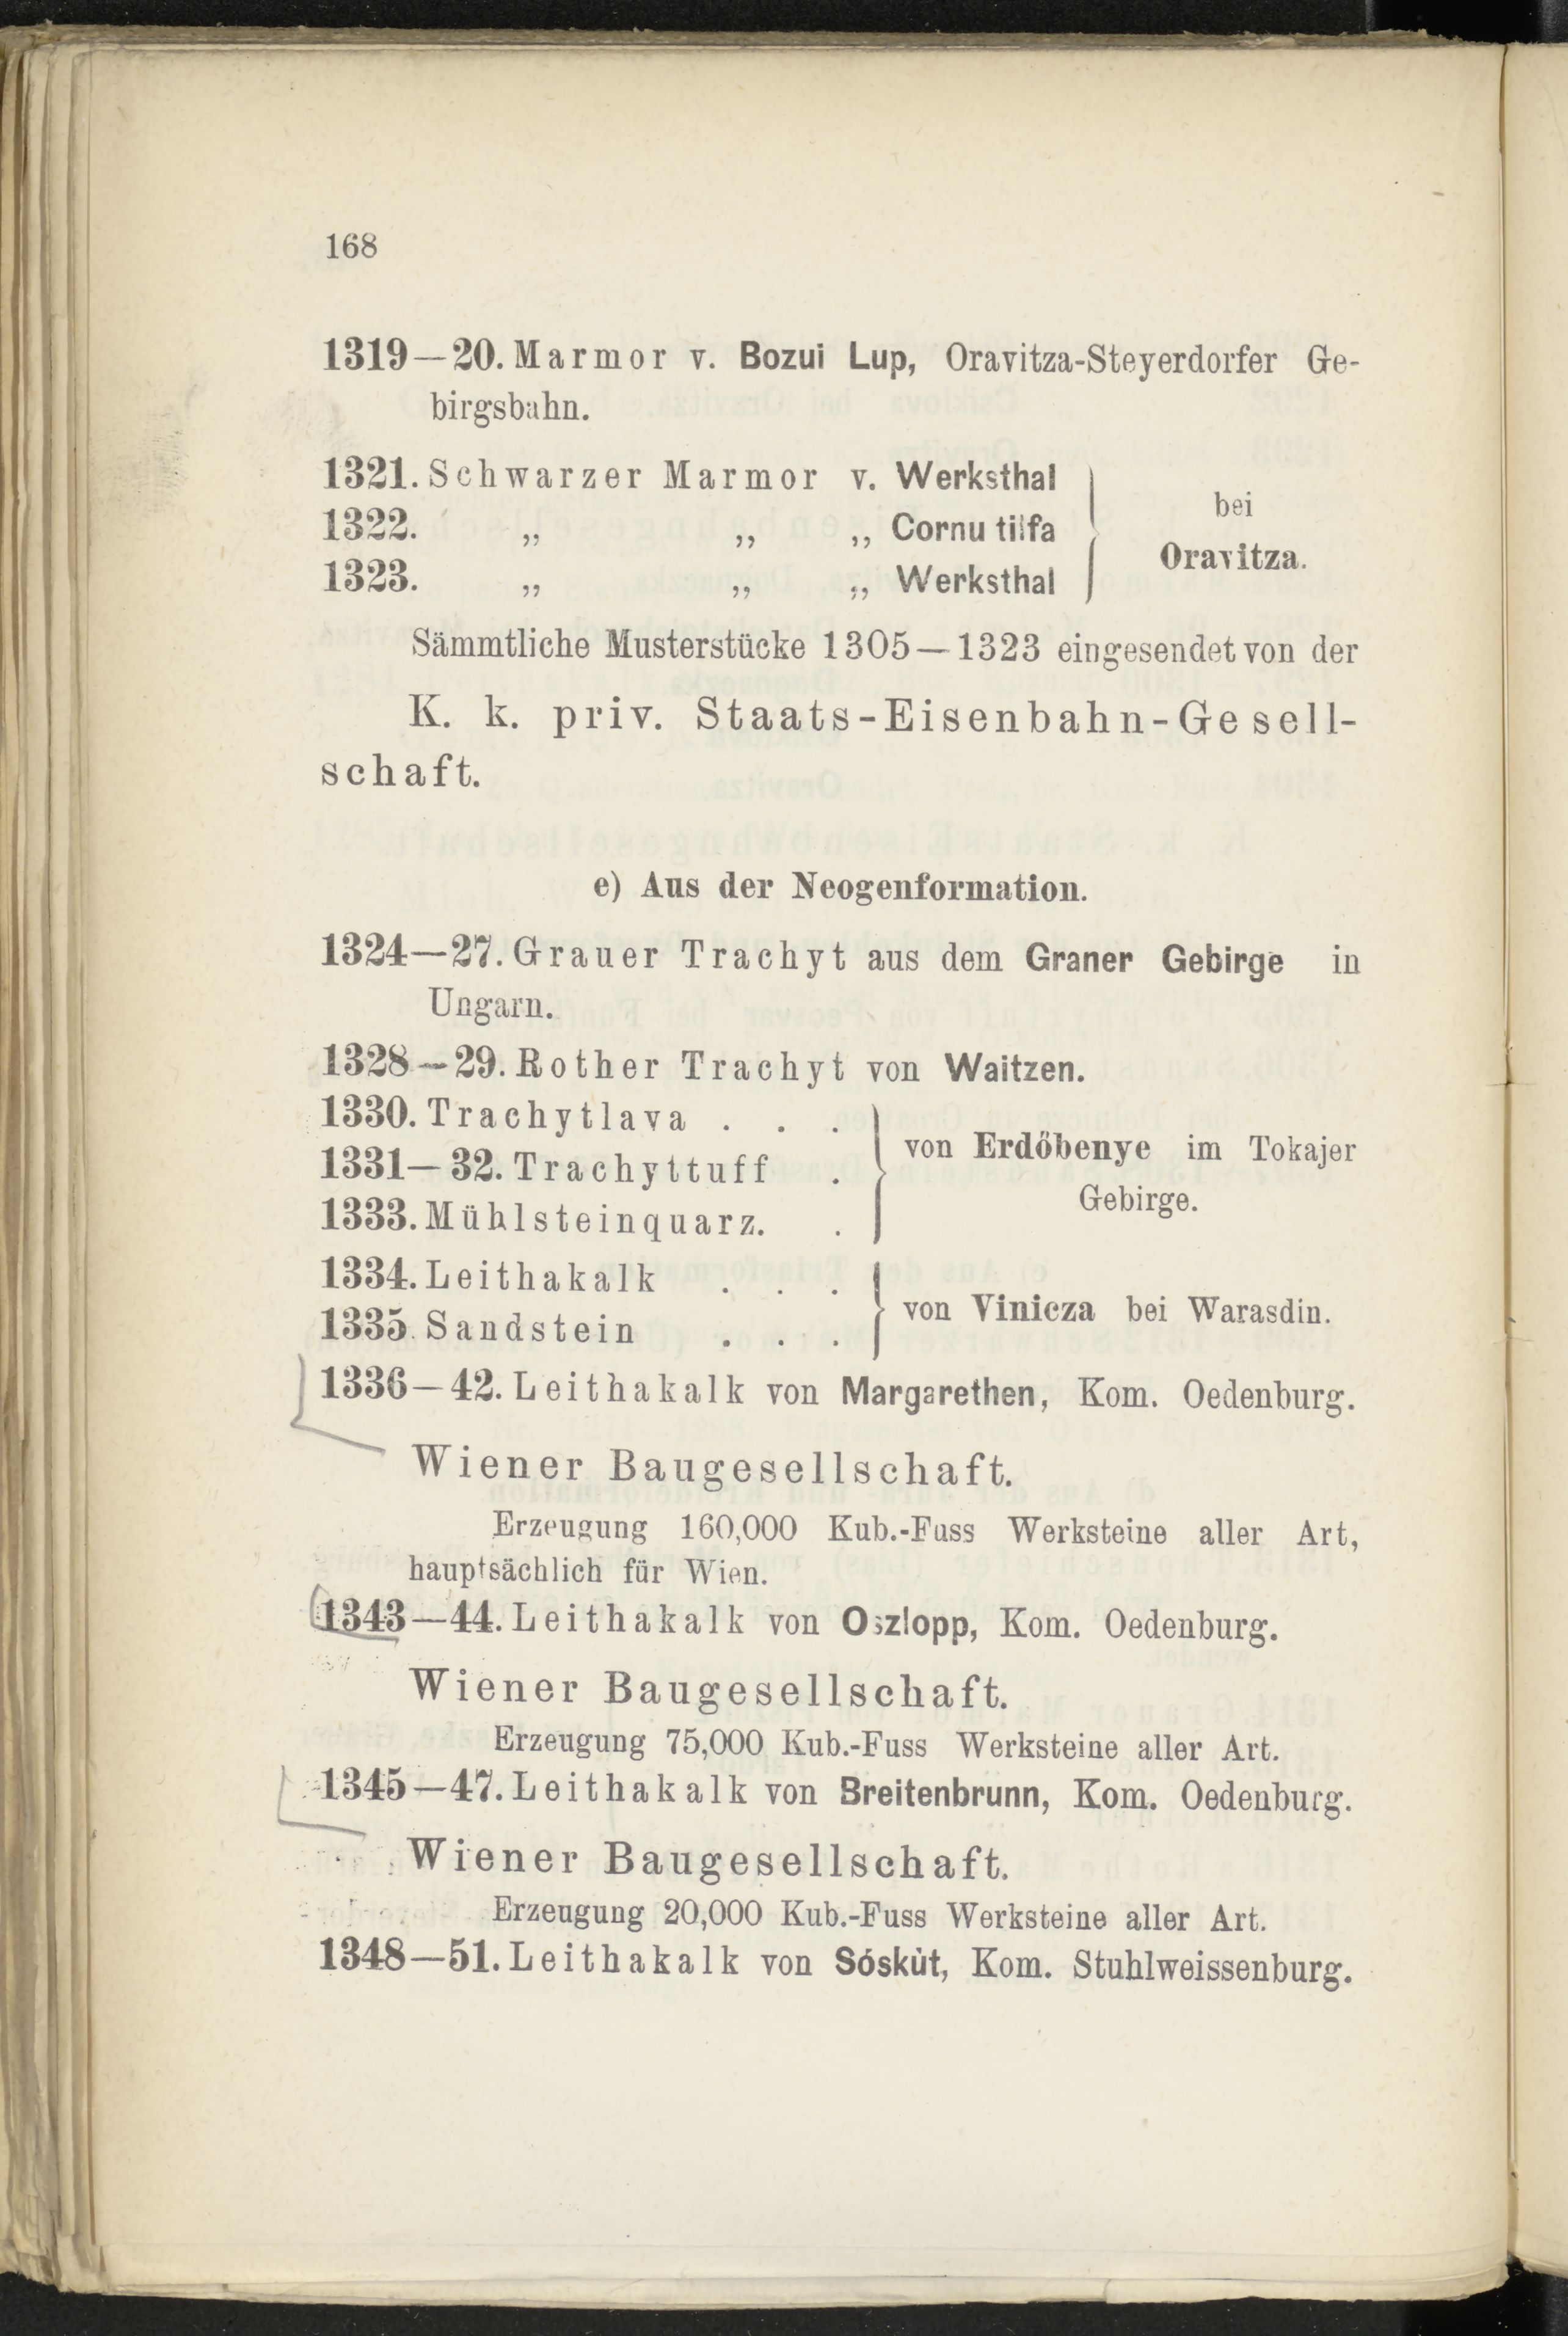 168
1319—20. Marmor v. Bozui Lup, Oravitza-Steyerdorfer Ge-
birgsbahn.
1321. Schwarzer Marmor v. Werksthal
1322. „ „ „ Cornu tilfa
1323. „ „ „ Werksthal
bei
Oravitza.
Sämmtliche Musterstücke 1305—1323 eingesendet von der
K. k. priv. Staats-Eisenbahn-Gesell-
schaft.
e) Aus der Neogenformation.
1324—27. Grauer Trachyt aus dem Graner Gebirge in
Ungarn.
1328—29. Rother Trachyt von Waitzen.
1330. Trachytlava . . .
1331—32. Trachyttuff .
1333. Mühlsteinquarz. .
von Erdőbenye im Tokajer
Gebirge.
1334. Leithakalk . . .
1335. Sandstein . . .
von Vinicza bei Warasdin.
1336—42. Leithakalk von Margarethen, Kom. Oedenburg.
Wiener Baugesellschaft.
Erzeugung 160,000 Kub.-Fuss Werksteine aller Art,
hauptsächlich für Wien.
1343—44. Leithakalk von Oszlopp, Kom. Oedenburg.
Wiener Baugesellschaft.
Erzeugung 75,000 Kub.-Fuss Werksteine aller Art.
1345—47. Leithakalk von Breitenbrunn, Kom. Oedenburg.
Wiener Baugesellschaft.
Erzeugung 20,000 Kub.-Fuss Werksteine aller Art.
1348—51. Leithakalk von Sóskùt, Kom. Stuhlweissenburg.